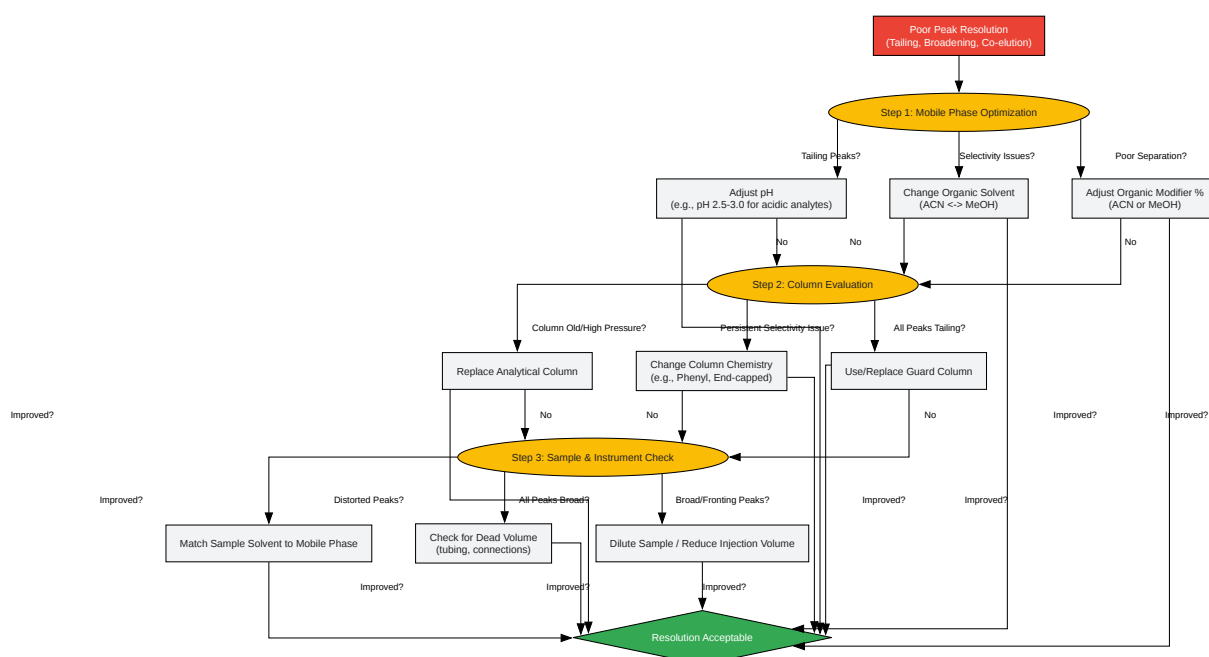 Poor Peak Resolution
(Tailing, Broadening, Co-elution)
Step 1: Mobile Phase Optimization
Tailing Peaks?
Selectivity Issues?
Poor Separation?
Adjust pH
(e.g., pH 2.5-3.0 for acidic analytes)
Change Organic Solvent
(ACN <-> MeOH)
Adjust Organic Modifier %
(ACN or MeOH)
No
No
No
Step 2: Column Evaluation
Column Old/High Pressure?
Persistent Selectivity Issue?
All Peaks Tailing?
Replace Analytical Column
Change Column Chemistry
(e.g., Phenyl, End-capped)
Use/Replace Guard Column
Improved?
No
No
No
Improved?
Improved?
Step 3: Sample & Instrument Check
Improved?
Distorted Peaks?
All Peaks Broad?
Broad/Fronting Peaks?
Improved?
Improved?
Match Sample Solvent to Mobile Phase
Check for Dead Volume
(tubing, connections)
Dilute Sample / Reduce Injection Volume
Improved?
Improved?
Improved?
Resolution Acceptable